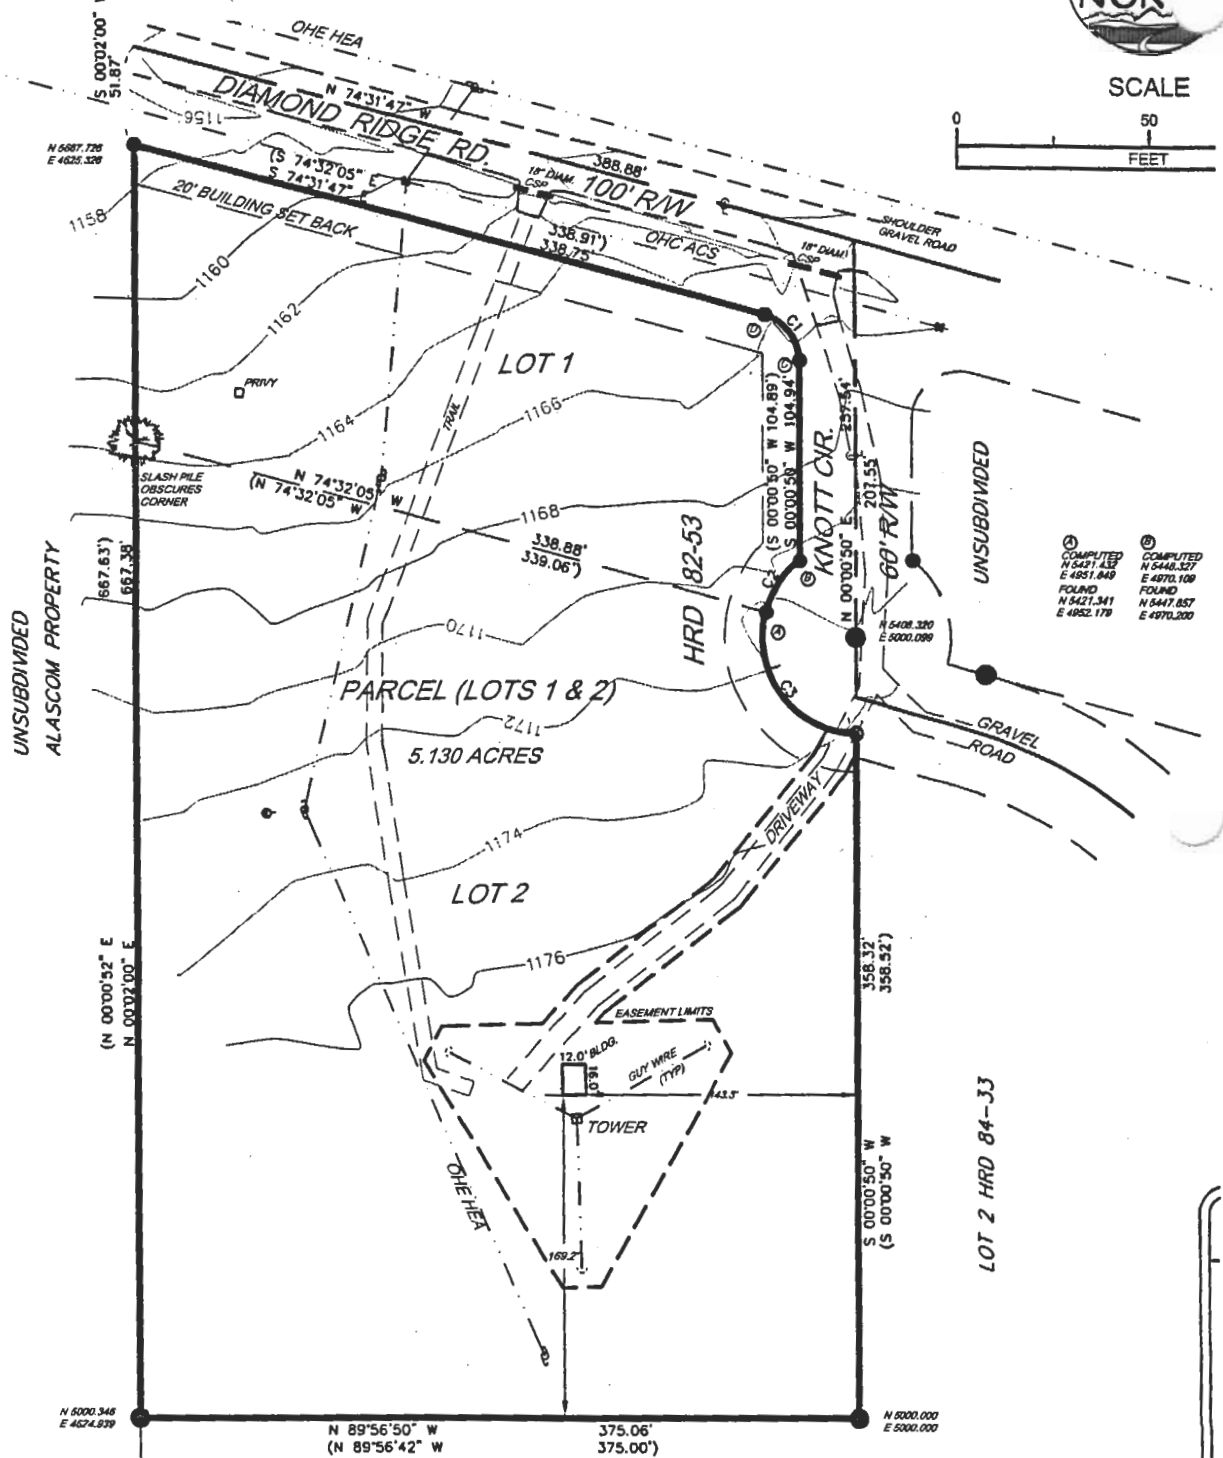 S 00°02'00" W
51.87'
OHE HEA
SCALE
0 50
FEET
N 74°31'47" W
388.88'
DIAMOND RIDGE RD.
100' R/W
1156
N 5667.726
E 4625.326
(S 74°32'05" E
S 74°31'47" E
338.91')
338.75'
20' BUILDING SET BACK
18" DIAM.
CSP
OHC ACS
18" DIAM.
CSP
SHOULDER
GRAVEL ROAD
1158
1160
1162
1164
1166
1168
1170
1172
1174
1176
PRIVY
LOT 1
TRAIL
D
C1
C
(S 00°00'50" W 104.89')
S 00°00'50" W 104.94'
KNOTT CIR.
60' R/W
N 00°00'50" E
207.55'
UNSUBDIVIDED
SLASH PILE
OBSCURES
CORNER
N 74°32'05" W
(N 74°32'05" W
338.88'
339.06')
HRD 82-53
C2
B
A
C3
A
COMPUTED
N 5421.432
E 4951.849
FOUND
N 5421.341
E 4952.179
B
COMPUTED
N 5448.327
E 4970.109
FOUND
N 5447.857
E 4970.200
N 5408.320
E 5000.099
667.63')
667.38'
(N 00°00'52" E
N 00°02'00" E
UNSUBDIVIDED
ALASCOM PROPERTY
PARCEL (LOTS 1 & 2)
5.130 ACRES
GRAVEL
ROAD
DRIVEWAY
LOT 2
358.32'
358.52')
S 00°00'50" W
(S 00°00'50" W
LOT 2 HRD 84-33
EASEMENT LIMITS
12.0' BLDG.
16.0'
GUY WIRE
(TYP)
143.5'
TOWER
OHE HEA
169.2'
N 5000.346
E 4624.939
N 5000.000
E 5000.000
N 89°56'50" W 375.06'
(N 89°56'42" W 375.00')